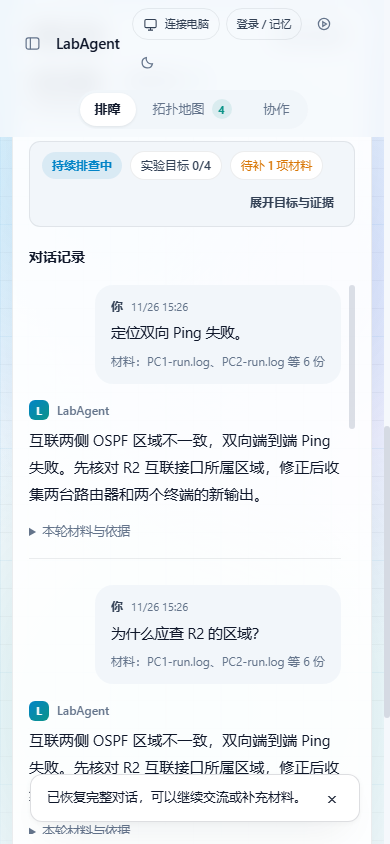 连接电脑
登录 / 记忆
LabAgent
排障
拓扑地图 4
协作
持续排查中
实验目标 0/4
待补 1 项材料
展开目标与证据
对话记录
你 11/26 15:26
定位双向 Ping 失败。
材料：PC1-run.log、PC2-run.log 等 6 份
L LabAgent
互联两侧 OSPF 区域不一致，双向端到端 Ping
失败。先核对 R2 互联接口所属区域，修正后收
集两台路由器和两个终端的新输出。
本轮材料与依据
你 11/26 15:26
为什么应查 R2 的区域？
材料：PC1-run.log、PC2-run.log 等 6 份
L LabAgent
互联两侧 OSPF 区域不一致，双向端到端 Ping
失败。先核对 R2 互联接口所属区域，修正后收
已恢复完整对话，可以继续交流或补充材料。 ×
本轮材料与依据